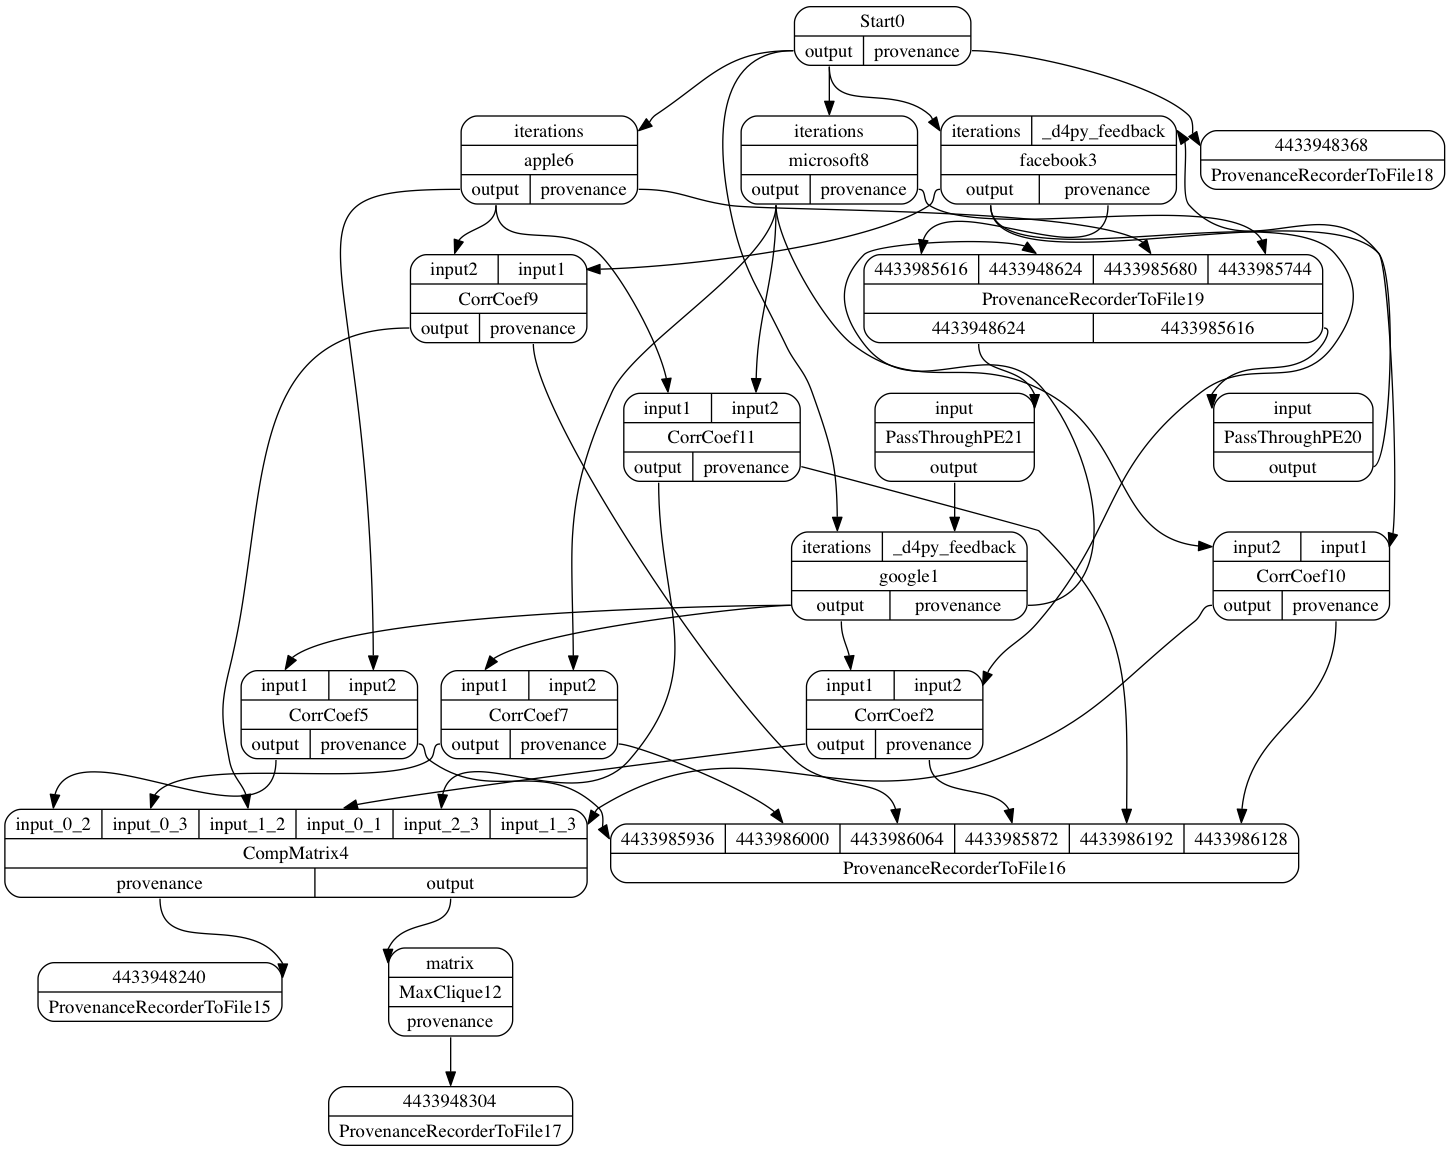 Start0
output provenance
iterations
apple6
output provenance
iterations
microsoft8
output provenance
iterations _d4py_feedback
facebook3
output provenance
4433948368
ProvenanceRecorderToFile18
input2 input1
CorrCoef9
output provenance
4433985616 4433948624 4433985680 4433985744
ProvenanceRecorderToFile19
4433948624 4433985616
input1 input2
CorrCoef11
output provenance
input
PassThroughPE21
output
input
PassThroughPE20
output
iterations _d4py_feedback
google1
output provenance
input2 input1
CorrCoef10
output provenance
input1 input2
CorrCoef5
output provenance
input1 input2
CorrCoef7
output provenance
input1 input2
CorrCoef2
output provenance
input_0_2 input_0_3 input_1_2 input_0_1 input_2_3 input_1_3
CompMatrix4
provenance output
4433985936 4433986000 4433986064 4433985872 4433986192 4433986128
ProvenanceRecorderToFile16
4433948240
ProvenanceRecorderToFile15
matrix
MaxClique12
provenance
4433948304
ProvenanceRecorderToFile17